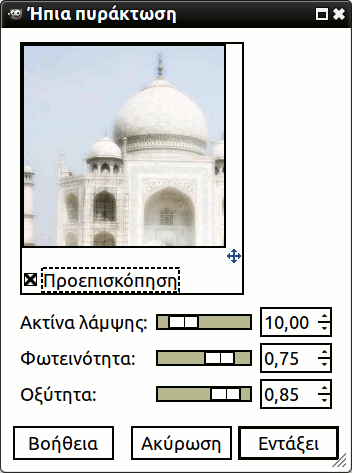 Ήπια πυράκτωση
Προεπισκόπηση
Ακτίνα λάμψης: 10,00
Φωτεινότητα: 0,75
Οξύτητα: 0,85
Βοήθεια Ακύρωση Εντάξει